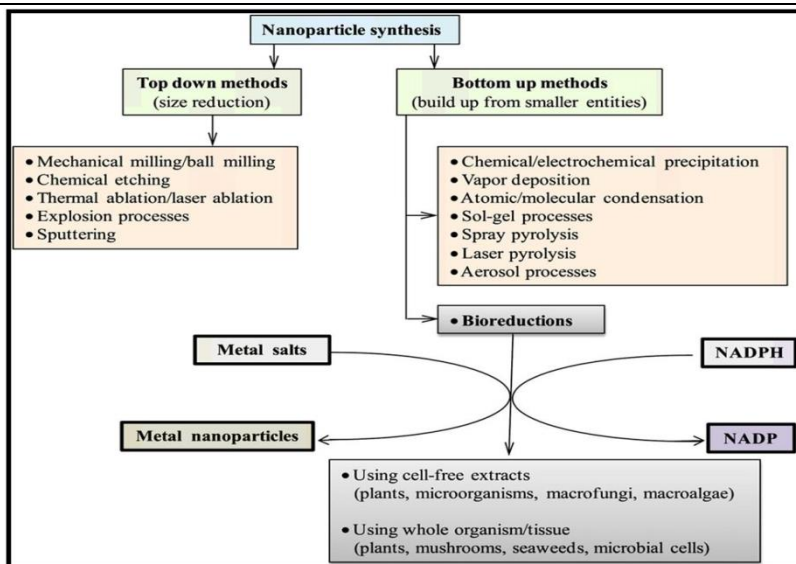 Nanoparticle synthesis
Top down methods
(size reduction)
Bottom up methods
(build up from smaller entities)
• Mechanical milling/ball milling
• Chemical etching
• Thermal ablation/laser ablation
• Explosion processes
• Sputtering
• Chemical/electrochemical precipitation
• Vapor deposition
• Atomic/molecular condensation
• Sol-gel processes
• Spray pyrolysis
• Laser pyrolysis
• Aerosol processes
• Bioreductions
Metal salts
NADPH
Metal nanoparticles
NADP
• Using cell-free extracts
(plants, microorganisms, macrofungi, macroalgae)
• Using whole organism/tissue
(plants, mushrooms, seaweeds, microbial cells)